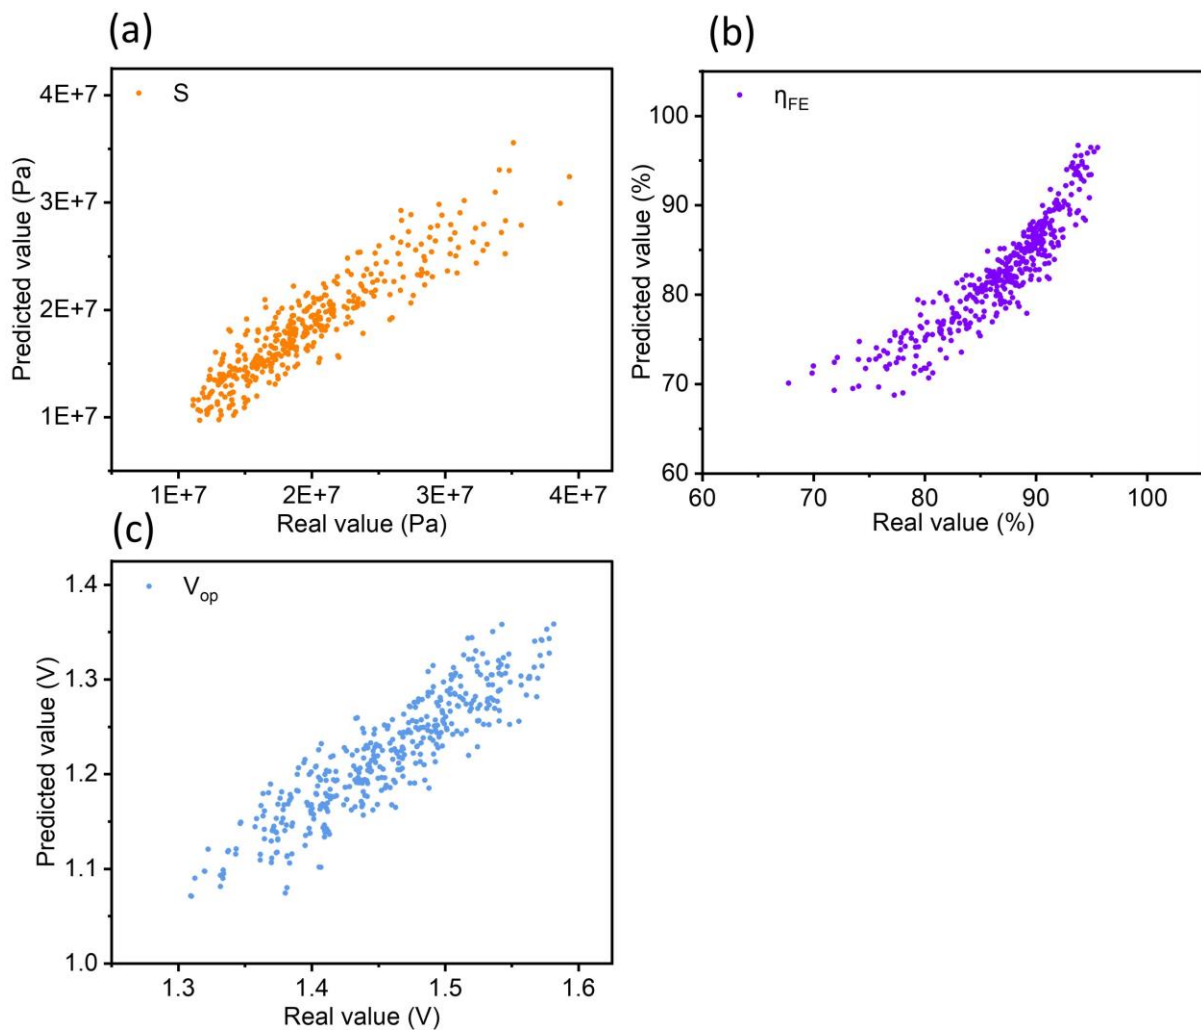 (a)
S
4E+7
3E+7
2E+7
1E+7
Predicted value (Pa)
1E+7 2E+7 3E+7 4E+7
Real value (Pa)
(b)
η_FE
100
90
80
70
60
Predicted value (%)
60 70 80 90 100
Real value (%)
(c)
V_op
1.4
1.3
1.2
1.1
1.0
Predicted value (V)
1.3 1.4 1.5 1.6
Real value (V)